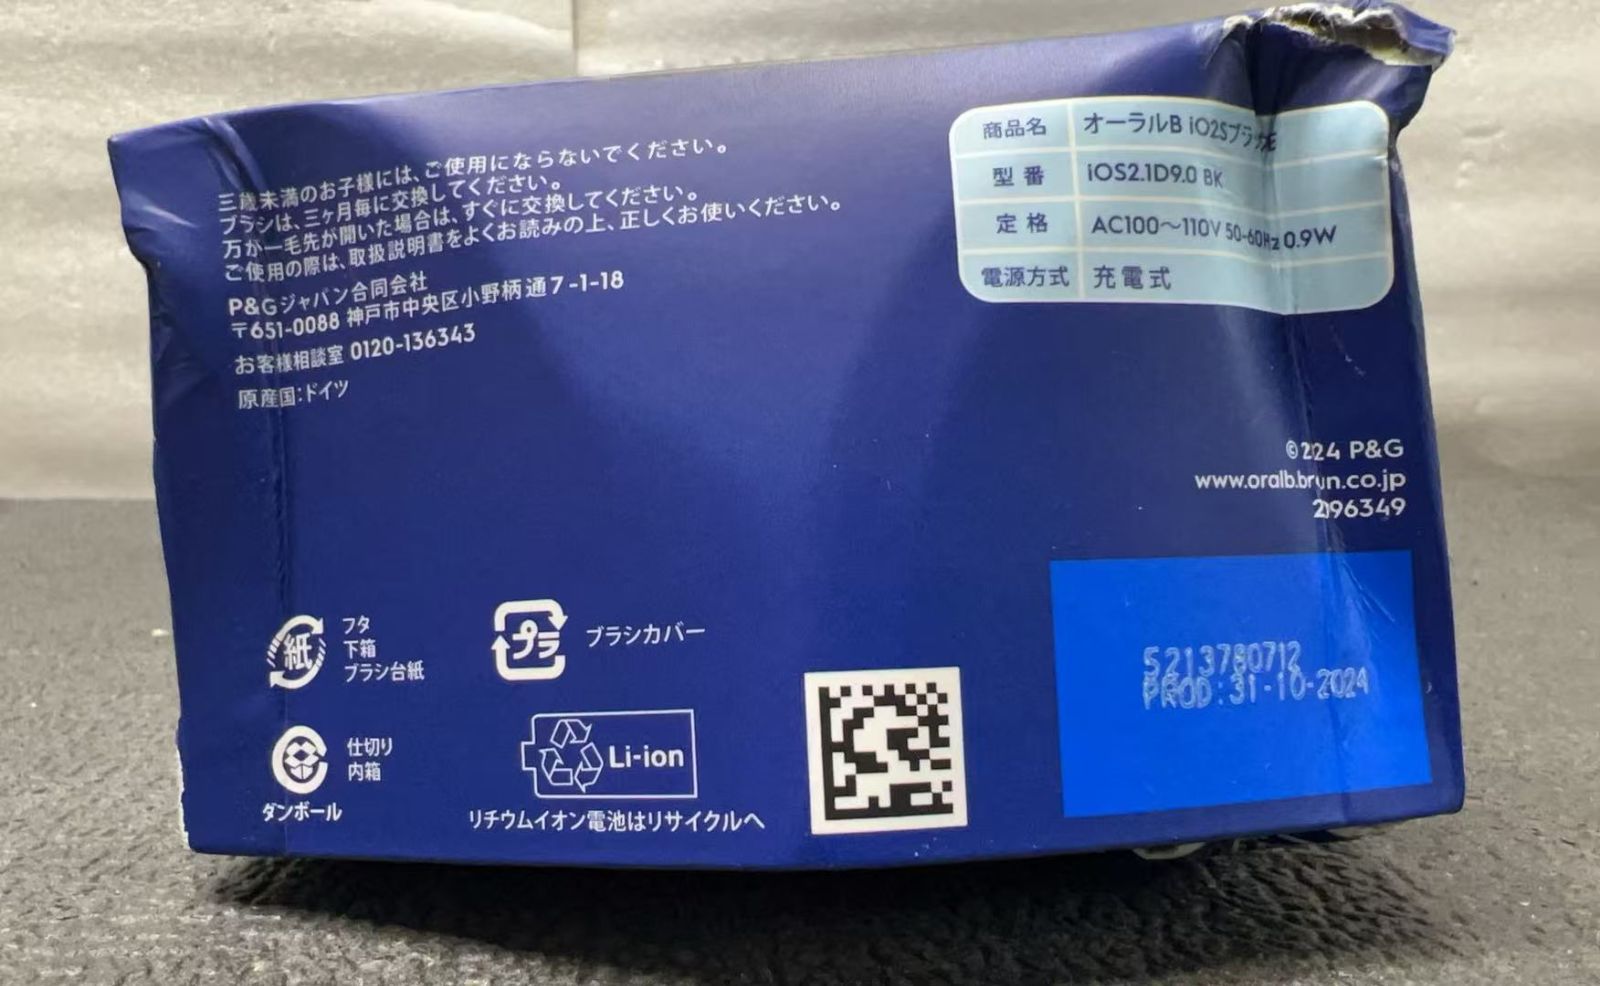 三歳未満のお子様には、ご使用にならないでください。
ブラシは、三ヶ月毎に交換してください。
万が一毛先が開いた場合は、すぐに交換してください。
ご使用の際は、取扱説明書をよくお読みの上、正しくお使いください。
P&Gジャパン合同会社
〒651-0088 神戸市中央区小野柄通7-1-18
お客様相談室 0120-136343
原産国:ドイツ
商品名 オーラルB iO2S
型番 iOS2.1D9.0 BK
定格 AC100〜110V 50-60Hz 0.9W
電源方式 充電式
P&G
紙
フタ
下箱
ブラシ台紙
プラ
ブラシカバー
仕切り
内箱
ダンボール
Li-ion
リチウムイオン電池はリサイクルへ
5213780712
PROD:31-10-2024